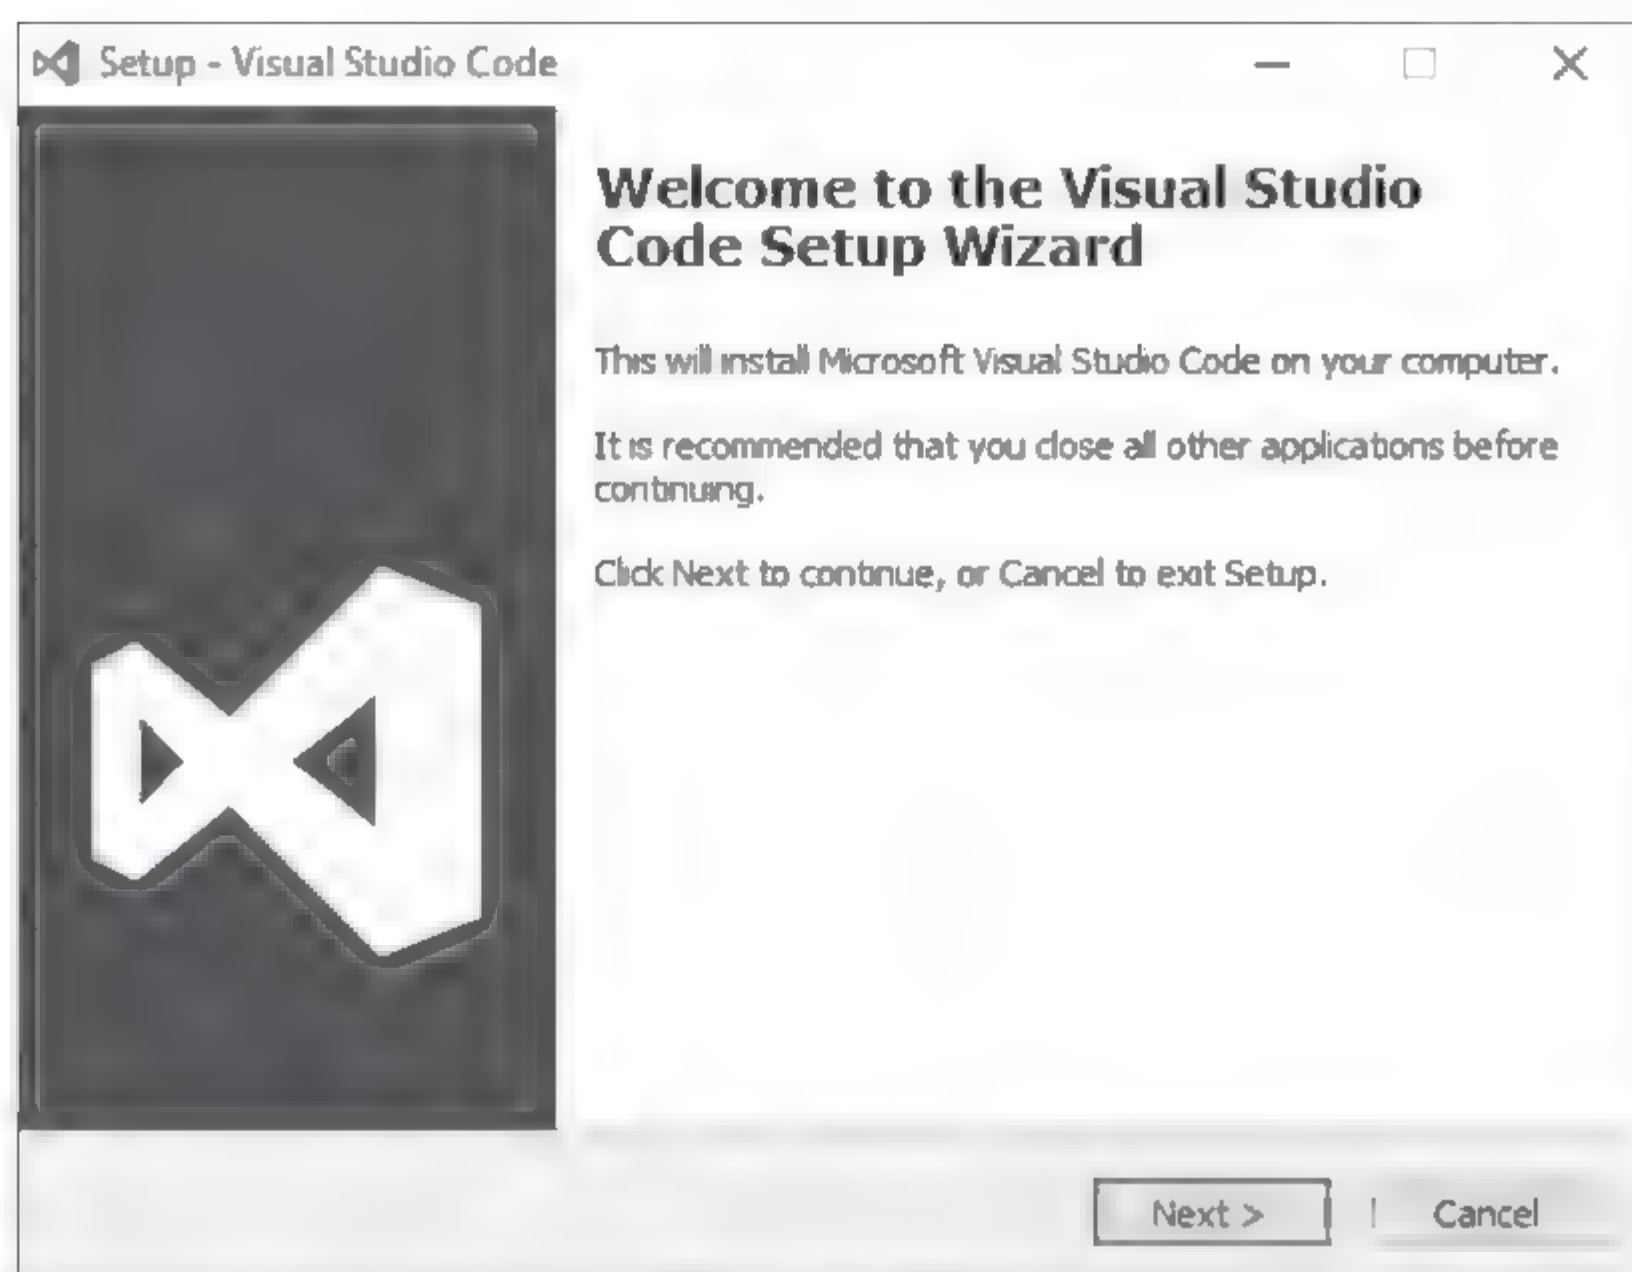 Setup - Visual Studio Code
Welcome to the Visual Studio
Code Setup Wizard
This will install Microsoft Visual Studio Code on your computer.
It is recommended that you close all other applications before
continuing.
Click Next to continue, or Cancel to exit Setup.
Next >
Cancel